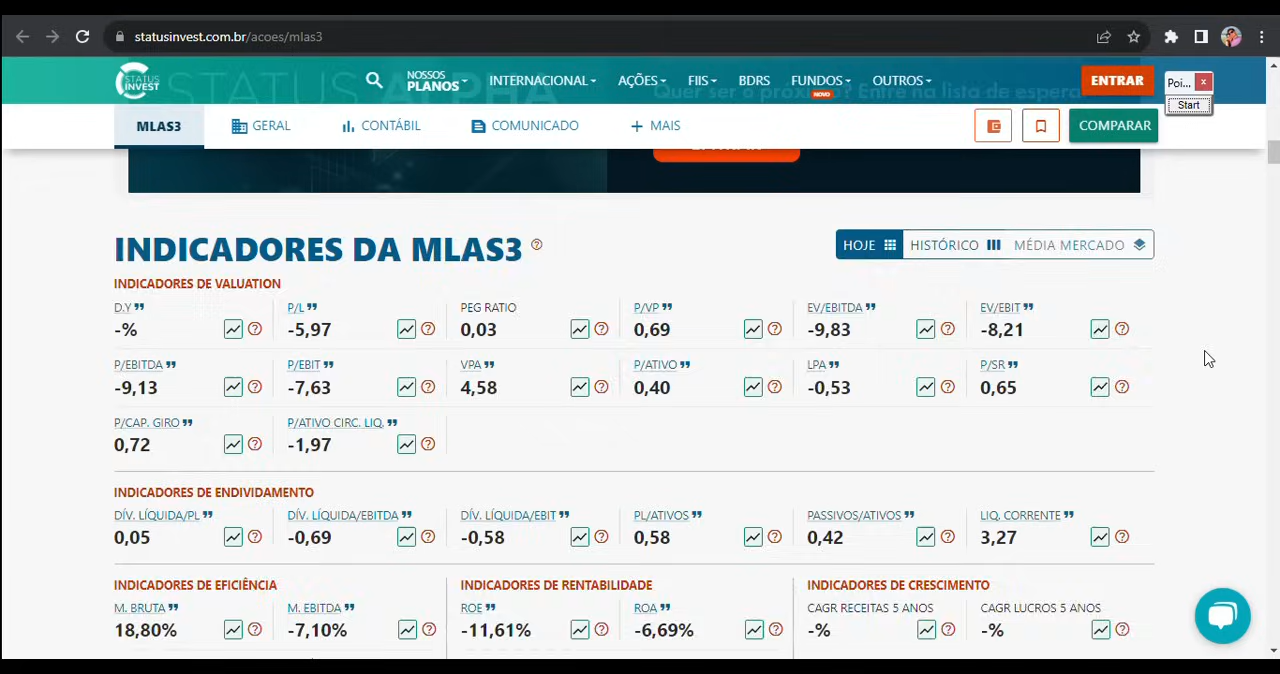 statusinvest.com.br/acoes/mlas3
STATUS INVEST
NOSSOS PLANOS
INTERNACIONAL
AÇÕES
FIIS
BDRS
FUNDOS
NOVO
OUTROS
ENTRAR
Poi... x
Start
STATUS ALPHA
Quer ser o próximo? Entre na lista de espera
MLAS3
GERAL
CONTÁBIL
COMUNICADO
+ MAIS
COMPARAR
INDICADORES DA MLAS3
HOJE
HISTÓRICO
MÉDIA MERCADO
INDICADORES DE VALUATION
D.Y P/L PEG RATIO P/VP EV/EBITDA EV/EBIT
-% -5,97 0,03 0,69 -9,83 -8,21
P/EBITDA P/EBIT VPA P/ATIVO LPA P/SR
-9,13 -7,63 4,58 0,40 -0,53 0,65
P/CAP. GIRO P/ATIVO CIRC. LIQ.
0,72 -1,97
INDICADORES DE ENDIVIDAMENTO
DÍV. LÍQUIDA/PL DÍV. LÍQUIDA/EBITDA DÍV. LÍQUIDA/EBIT PL/ATIVOS PASSIVOS/ATIVOS LIQ. CORRENTE
0,05 -0,69 -0,58 0,58 0,42 3,27
INDICADORES DE EFICIÊNCIA INDICADORES DE RENTABILIDADE INDICADORES DE CRESCIMENTO
M. BRUTA M. EBITDA ROE ROA CAGR RECEITAS 5 ANOS CAGR LUCROS 5 ANOS
18,80% -7,10% -11,61% -6,69% -% -%